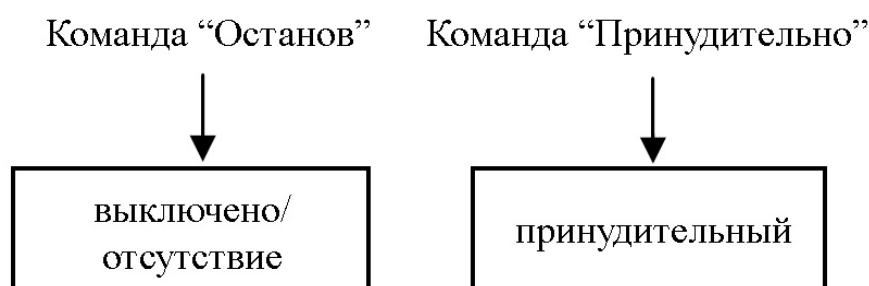 Команда “Останов”
Команда “Принудительно”
выключено/
отсутствие
принудительный